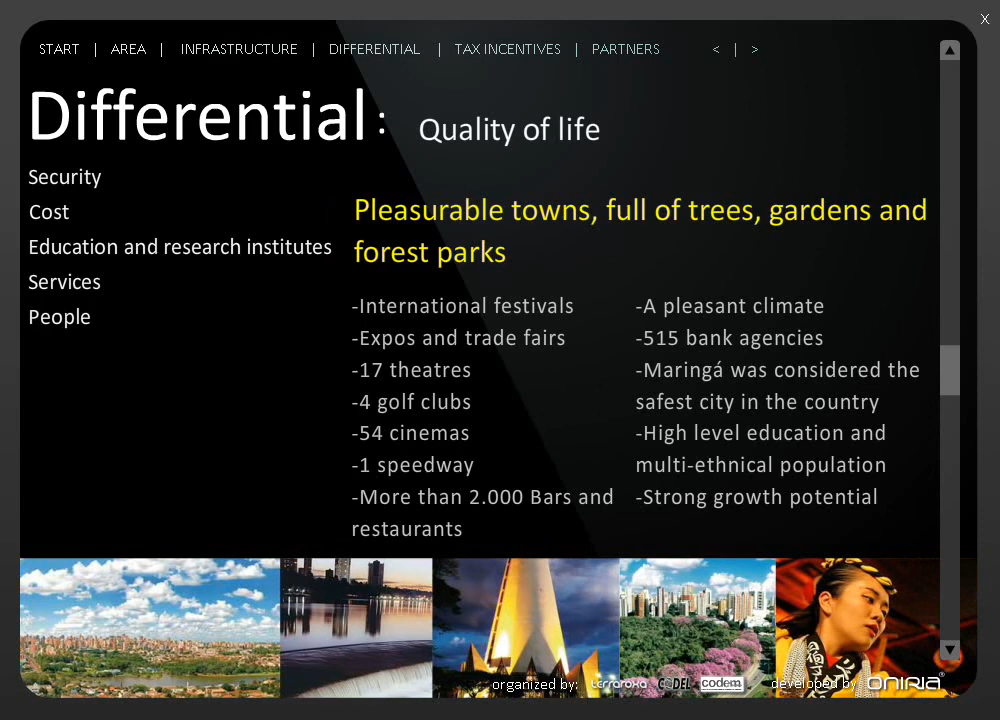 X
START | AREA | INFRASTRUCTURE | DIFFERENTIAL | TAX INCENTIVES | PARTNERS < | >
Differential: Quality of life
Security
Cost
Education and research institutes
Services
People
Pleasurable towns, full of trees, gardens and
forest parks
-International festivals
-Expos and trade fairs
-17 theatres
-4 golf clubs
-54 cinemas
-1 speedway
-More than 2.000 Bars and
restaurants
-A pleasant climate
-515 bank agencies
-Maringá was considered the
safest city in the country
-High level education and
multi-ethnical population
-Strong growth potential
organized by: terraroxa CODEL codem developed by ONIRIA®